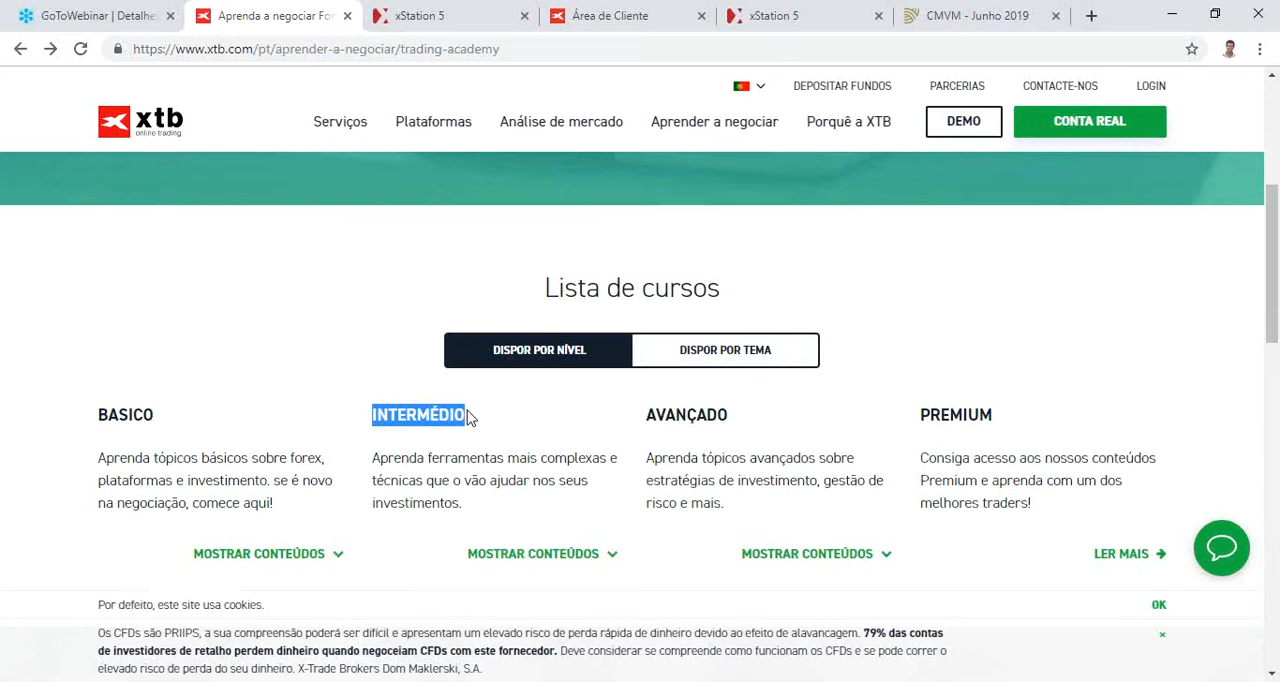 GoToWebinar | Detalhe
Aprenda a negociar For
xStation 5
Área de Cliente
xStation 5
CMVM - Junho 2019
https://www.xtb.com/pt/aprender-a-negociar/trading-academy
DEPOSITAR FUNDOS PARCERIAS CONTACTE-NOS LOGIN
xtb
online trading
Serviços Plataformas Análise de mercado Aprender a negociar Porquê a XTB DEMO CONTA REAL
Lista de cursos
DISPOR POR NÍVEL DISPOR POR TEMA
BASICO
Aprenda tópicos básicos sobre forex,
plataformas e investimento. se é novo
na negociação, comece aqui!
MOSTRAR CONTEÚDOS
INTERMÉDIO
Aprenda ferramentas mais complexas e
técnicas que o vão ajudar nos seus
investimentos.
MOSTRAR CONTEÚDOS
AVANÇADO
Aprenda tópicos avançados sobre
estratégias de investimento, gestão de
risco e mais.
MOSTRAR CONTEÚDOS
PREMIUM
Consiga acesso aos nossos conteúdos
Premium e aprenda com um dos
melhores traders!
LER MAIS
Por defeito, este site usa cookies.
OK
Os CFDs são PRIIPS, a sua compreensão poderá ser difícil e apresentam um elevado risco de perda rápida de dinheiro devido ao efeito de alavancagem. 79% das contas
de investidores de retalho perdem dinheiro quando negoceiam CFDs com este fornecedor. Deve considerar se compreende como funcionam os CFDs e se pode correr o
elevado risco de perda do seu dinheiro. X-Trade Brokers Dom Maklerski, S.A.